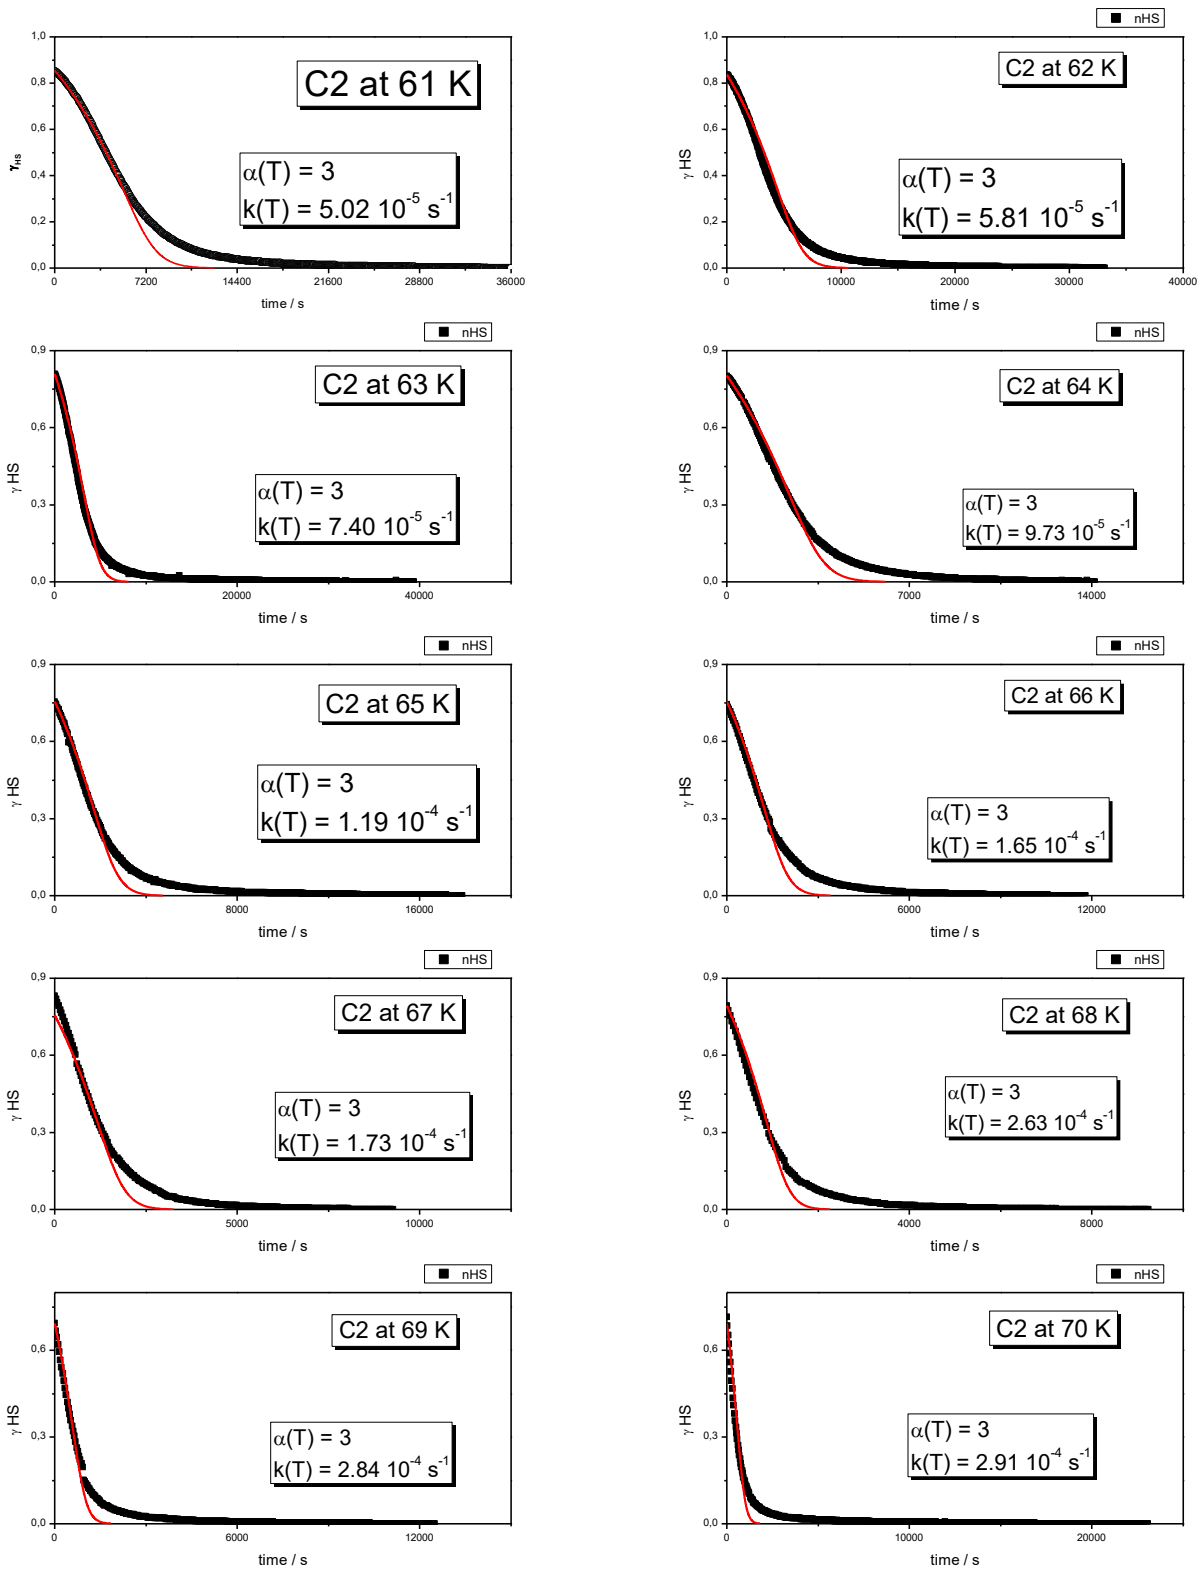 nHS
C2 at 61 K
α(T) = 3
k(T) = 5.02 10⁻⁵ s⁻¹
1,0
0,8
0,6
0,4
0,2
0,0
γHS
0 7200 14400 21600 28800 36000
time / s
C2 at 62 K
α(T) = 3
k(T) = 5.81 10⁻⁵ s⁻¹
1,0
0,8
0,6
0,4
0,2
0,0
γ HS
0 10000 20000 30000 40000
time / s
nHS
C2 at 63 K
α(T) = 3
k(T) = 7.40 10⁻⁵ s⁻¹
0,9
0,6
0,3
0,0
γ HS
0 20000 40000
time / s
nHS
C2 at 64 K
α(T) = 3
k(T) = 9.73 10⁻⁵ s⁻¹
0,9
0,6
0,3
0,0
γ HS
0 7000 14000
time / s
nHS
C2 at 65 K
α(T) = 3
k(T) = 1.19 10⁻⁴ s⁻¹
0,9
0,6
0,3
0,0
γ HS
0 8000 16000
time / s
nHS
C2 at 66 K
α(T) = 3
k(T) = 1.65 10⁻⁴ s⁻¹
0,9
0,6
0,3
0,0
γ HS
0 6000 12000
time / s
nHS
C2 at 67 K
α(T) = 3
k(T) = 1.73 10⁻⁴ s⁻¹
0,9
0,6
0,3
0,0
γ HS
0 5000 10000
time / s
nHS
C2 at 68 K
α(T) = 3
k(T) = 2.63 10⁻⁴ s⁻¹
0,9
0,6
0,3
0,0
γ HS
0 4000 8000
time / s
nHS
C2 at 69 K
α(T) = 3
k(T) = 2.84 10⁻⁴ s⁻¹
0,6
0,3
0,0
γ HS
0 6000 12000
time / s
nHS
C2 at 70 K
α(T) = 3
k(T) = 2.91 10⁻⁴ s⁻¹
0,6
0,3
0,0
γ HS
0 10000 20000
time / s